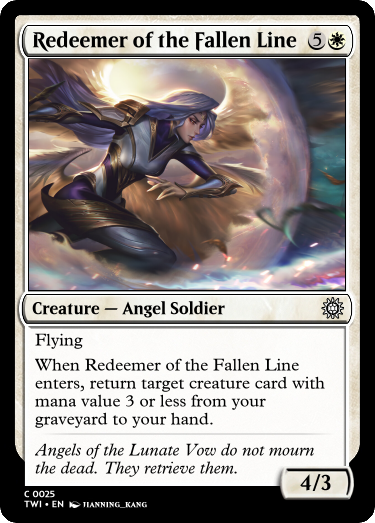 Redeemer of the Fallen Line 5
Creature — Angel Soldier
Flying
When Redeemer of the Fallen Line
enters, return target creature card with
mana value 3 or less from your
graveyard to your hand.
Angels of the Lunate Vow do not mourn
the dead. They retrieve them.
4/3
C 0025
TWI • EN JIANNING_KANG